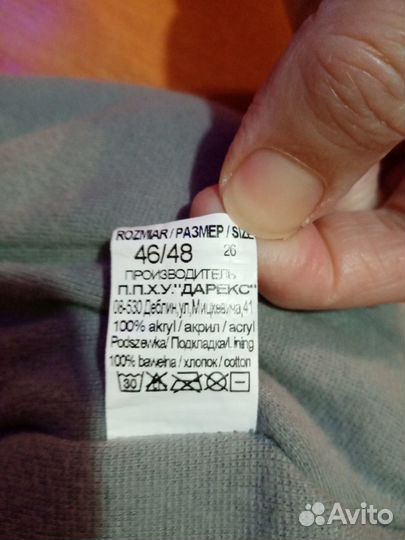 ROZMIAR / РАЗМЕР / SIZE
46/48 26
ПРОИЗВОДИТЕЛЬ
П.П.Х.У."ДАРЕКС"
08-530 Деблин,ул,Мицкевича,41
100% akryl / акрил / acryl
Podszewka/ Подкладка/Lining
100% bawełna / хлопок / cotton
30
Avito